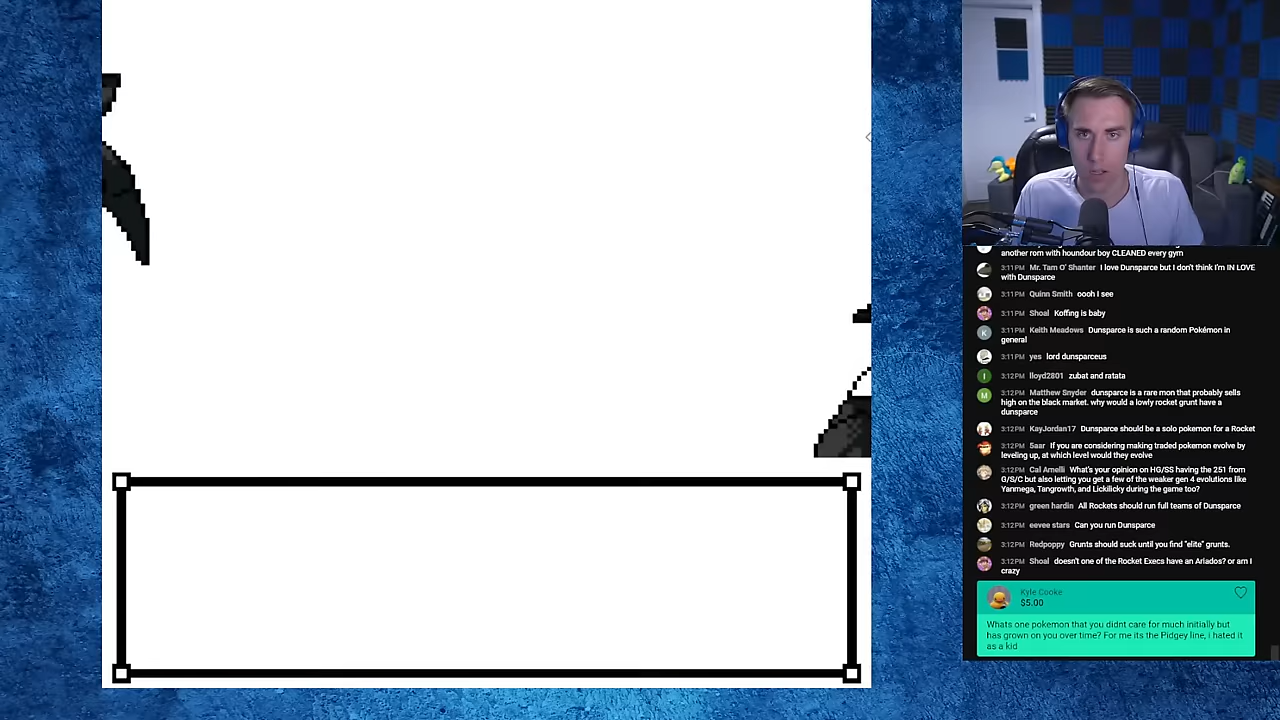 another rom with houndour boy CLEANED every gym
3:11PM Mr. Tam O' Shanter I love Dunsparce but I don't think I'm IN LOVE
with Dunsparce
3:11PM Quinn Smith oooh I see
3:11PM Shoal Koffing is baby
K 3:11PM Keith Meadows Dunsparce is such a random Pokémon in
general
3:11PM yes lord dunsparceus
I 3:12PM lloyd2801 zubat and ratata
M 3:12PM Matthew Snyder dunsparce is a rare mon that probably sells
high on the black market. why would a lowly rocket grunt have a
dunsparce
3:12PM KayJordan17 Dunsparce should be a solo pokemon for a Rocket
3:12PM 5aar If you are considering making traded pokemon evolve by
leveling up, at which level would they evolve
3:12PM Cal Amelli What's your opinion on HG/SS having the 251 from
G/S/C but also letting you get a few of the weaker gen 4 evolutions like
Yanmega, Tangrowth, and Lickilicky during the game too?
3:12PM green hardin All Rockets should run full teams of Dunsparce
3:12PM eevee stars Can you run Dunsparce
3:12PM Redpoppy Grunts should suck until you find "elite" grunts.
3:12PM Shoal doesn't one of the Rocket Execs have an Ariados? or am I
crazy
Kyle Cooke
$5.00
Whats one pokemon that you didnt care for much initially but
has grown on you over time? For me its the Pidgey line, i hated it
as a kid